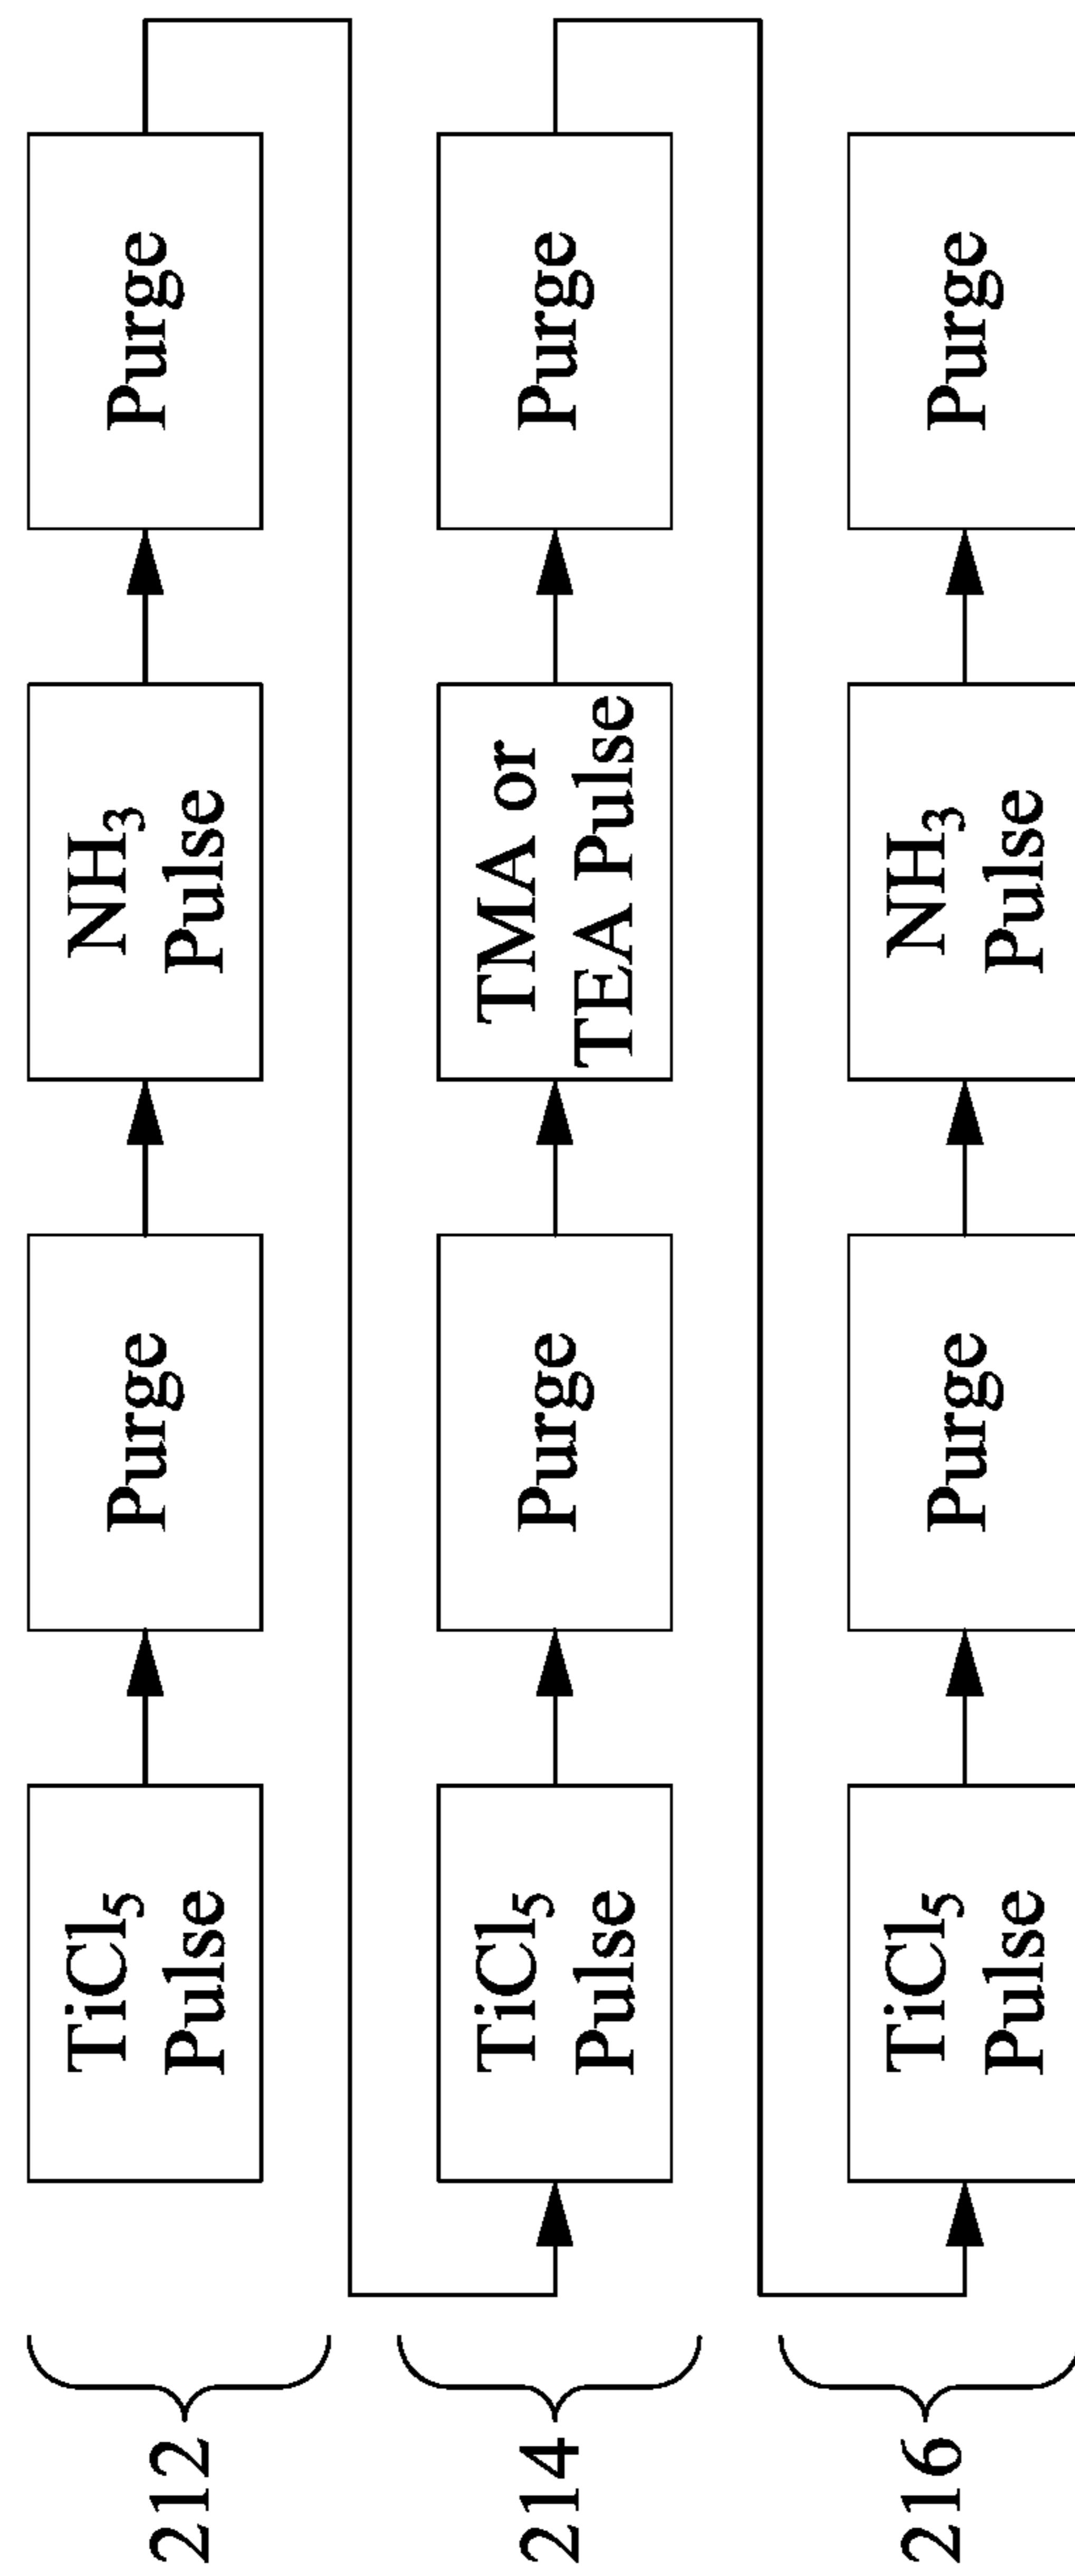 212
TiCl₅
Pulse
Purge
NH₃
Pulse
Purge
214
TiCl₅
Pulse
Purge
TMA or
TEA Pulse
Purge
216
TiCl₅
Pulse
Purge
NH₃
Pulse
Purge